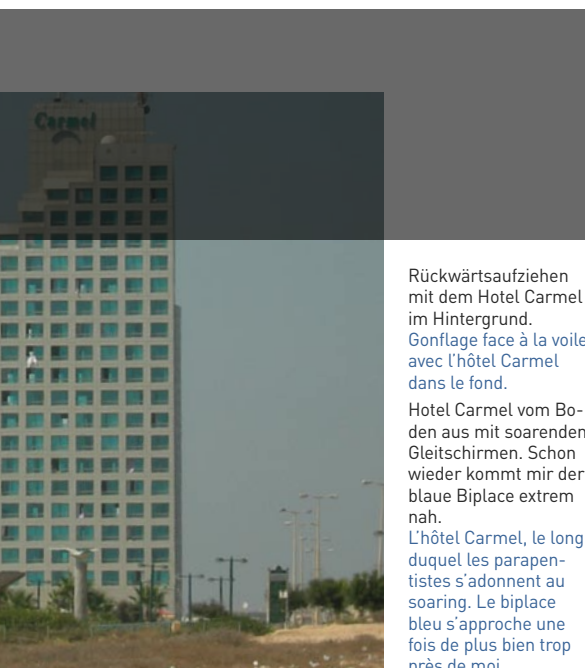 Carmel
Rückwärtsaufziehen
mit dem Hotel Carmel
im Hintergrund.
Gonflage face à la voile
avec l'hôtel Carmel
dans le fond.
Hotel Carmel vom Bo-
den aus mit soarenden
Gleitschirmen. Schon
wieder kommt mir der
blaue Biplace extrem
nah.
L'hôtel Carmel, le long
duquel les parapen-
tistes s'adonnent au
soaring. Le biplace
bleu s'approche une
fois de plus bien trop
près de moi